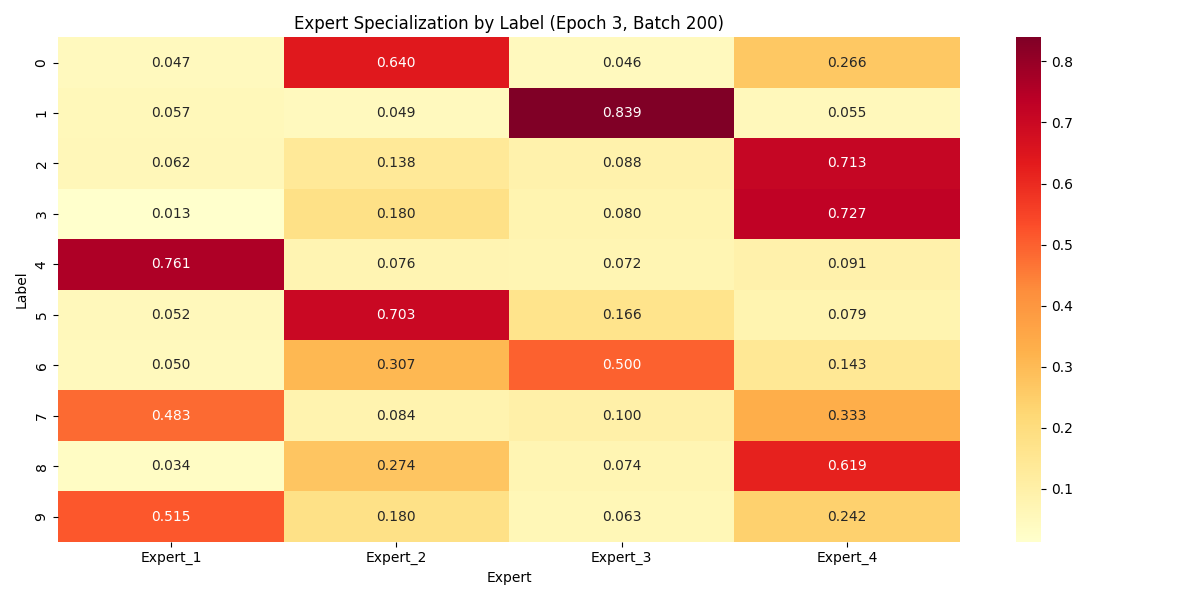 Expert Specialization by Label (Epoch 3, Batch 200)
Label
0 0.047 0.640 0.046 0.266
1 0.057 0.049 0.839 0.055
2 0.062 0.138 0.088 0.713
3 0.013 0.180 0.080 0.727
4 0.761 0.076 0.072 0.091
5 0.052 0.703 0.166 0.079
6 0.050 0.307 0.500 0.143
7 0.483 0.084 0.100 0.333
8 0.034 0.274 0.074 0.619
9 0.515 0.180 0.063 0.242
Expert_1 Expert_2 Expert_3 Expert_4
Expert
0.8
0.7
0.6
0.5
0.4
0.3
0.2
0.1